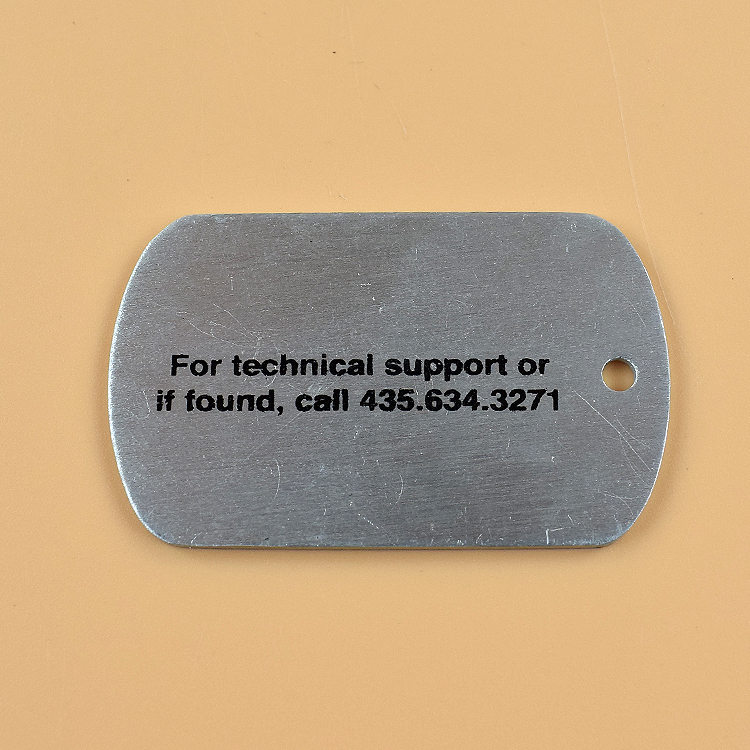 For technical support or
if found, call 435.634.3271